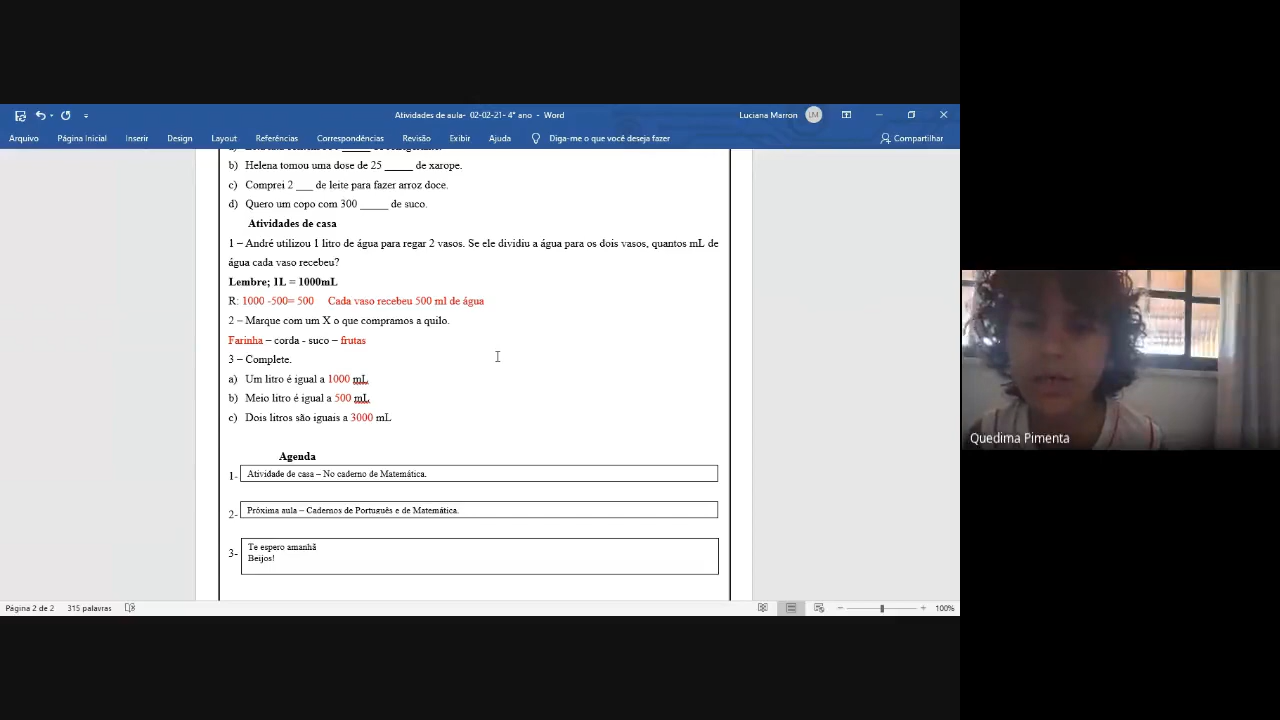 Atividades de aula- 02-02-21- 4° ano - Word
Luciana Marron
LM
Arquivo
Página Inicial
Inserir
Design
Layout
Referências
Correspondências
Revisão
Exibir
Ajuda
Diga-me o que você deseja fazer
Compartilhar
b) Helena tomou uma dose de 25 _____ de xarope.
c) Comprei 2 ___ de leite para fazer arroz doce.
d) Quero um copo com 300 _____ de suco.
Atividades de casa
1 – André utilizou 1 litro de água para regar 2 vasos. Se ele dividiu a água para os dois vasos, quantos mL de
água cada vaso recebeu?
Lembre; 1L = 1000mL
R: 1000 -500= 500 Cada vaso recebeu 500 ml de água
2 – Marque com um X o que compramos a quilo.
Farinha – corda - suco – frutas
3 – Complete.
a) Um litro é igual a 1000 mL
b) Meio litro é igual a 500 mL
c) Dois litros são iguais a 3000 mL
Agenda
1- Atividade de casa – No caderno de Matemática.
2- Próxima aula – Cadernos de Português e de Matemática.
3- Te espero amanhã
Beijos!
Página 2 de 2
315 palavras
100%
Quedima Pimenta